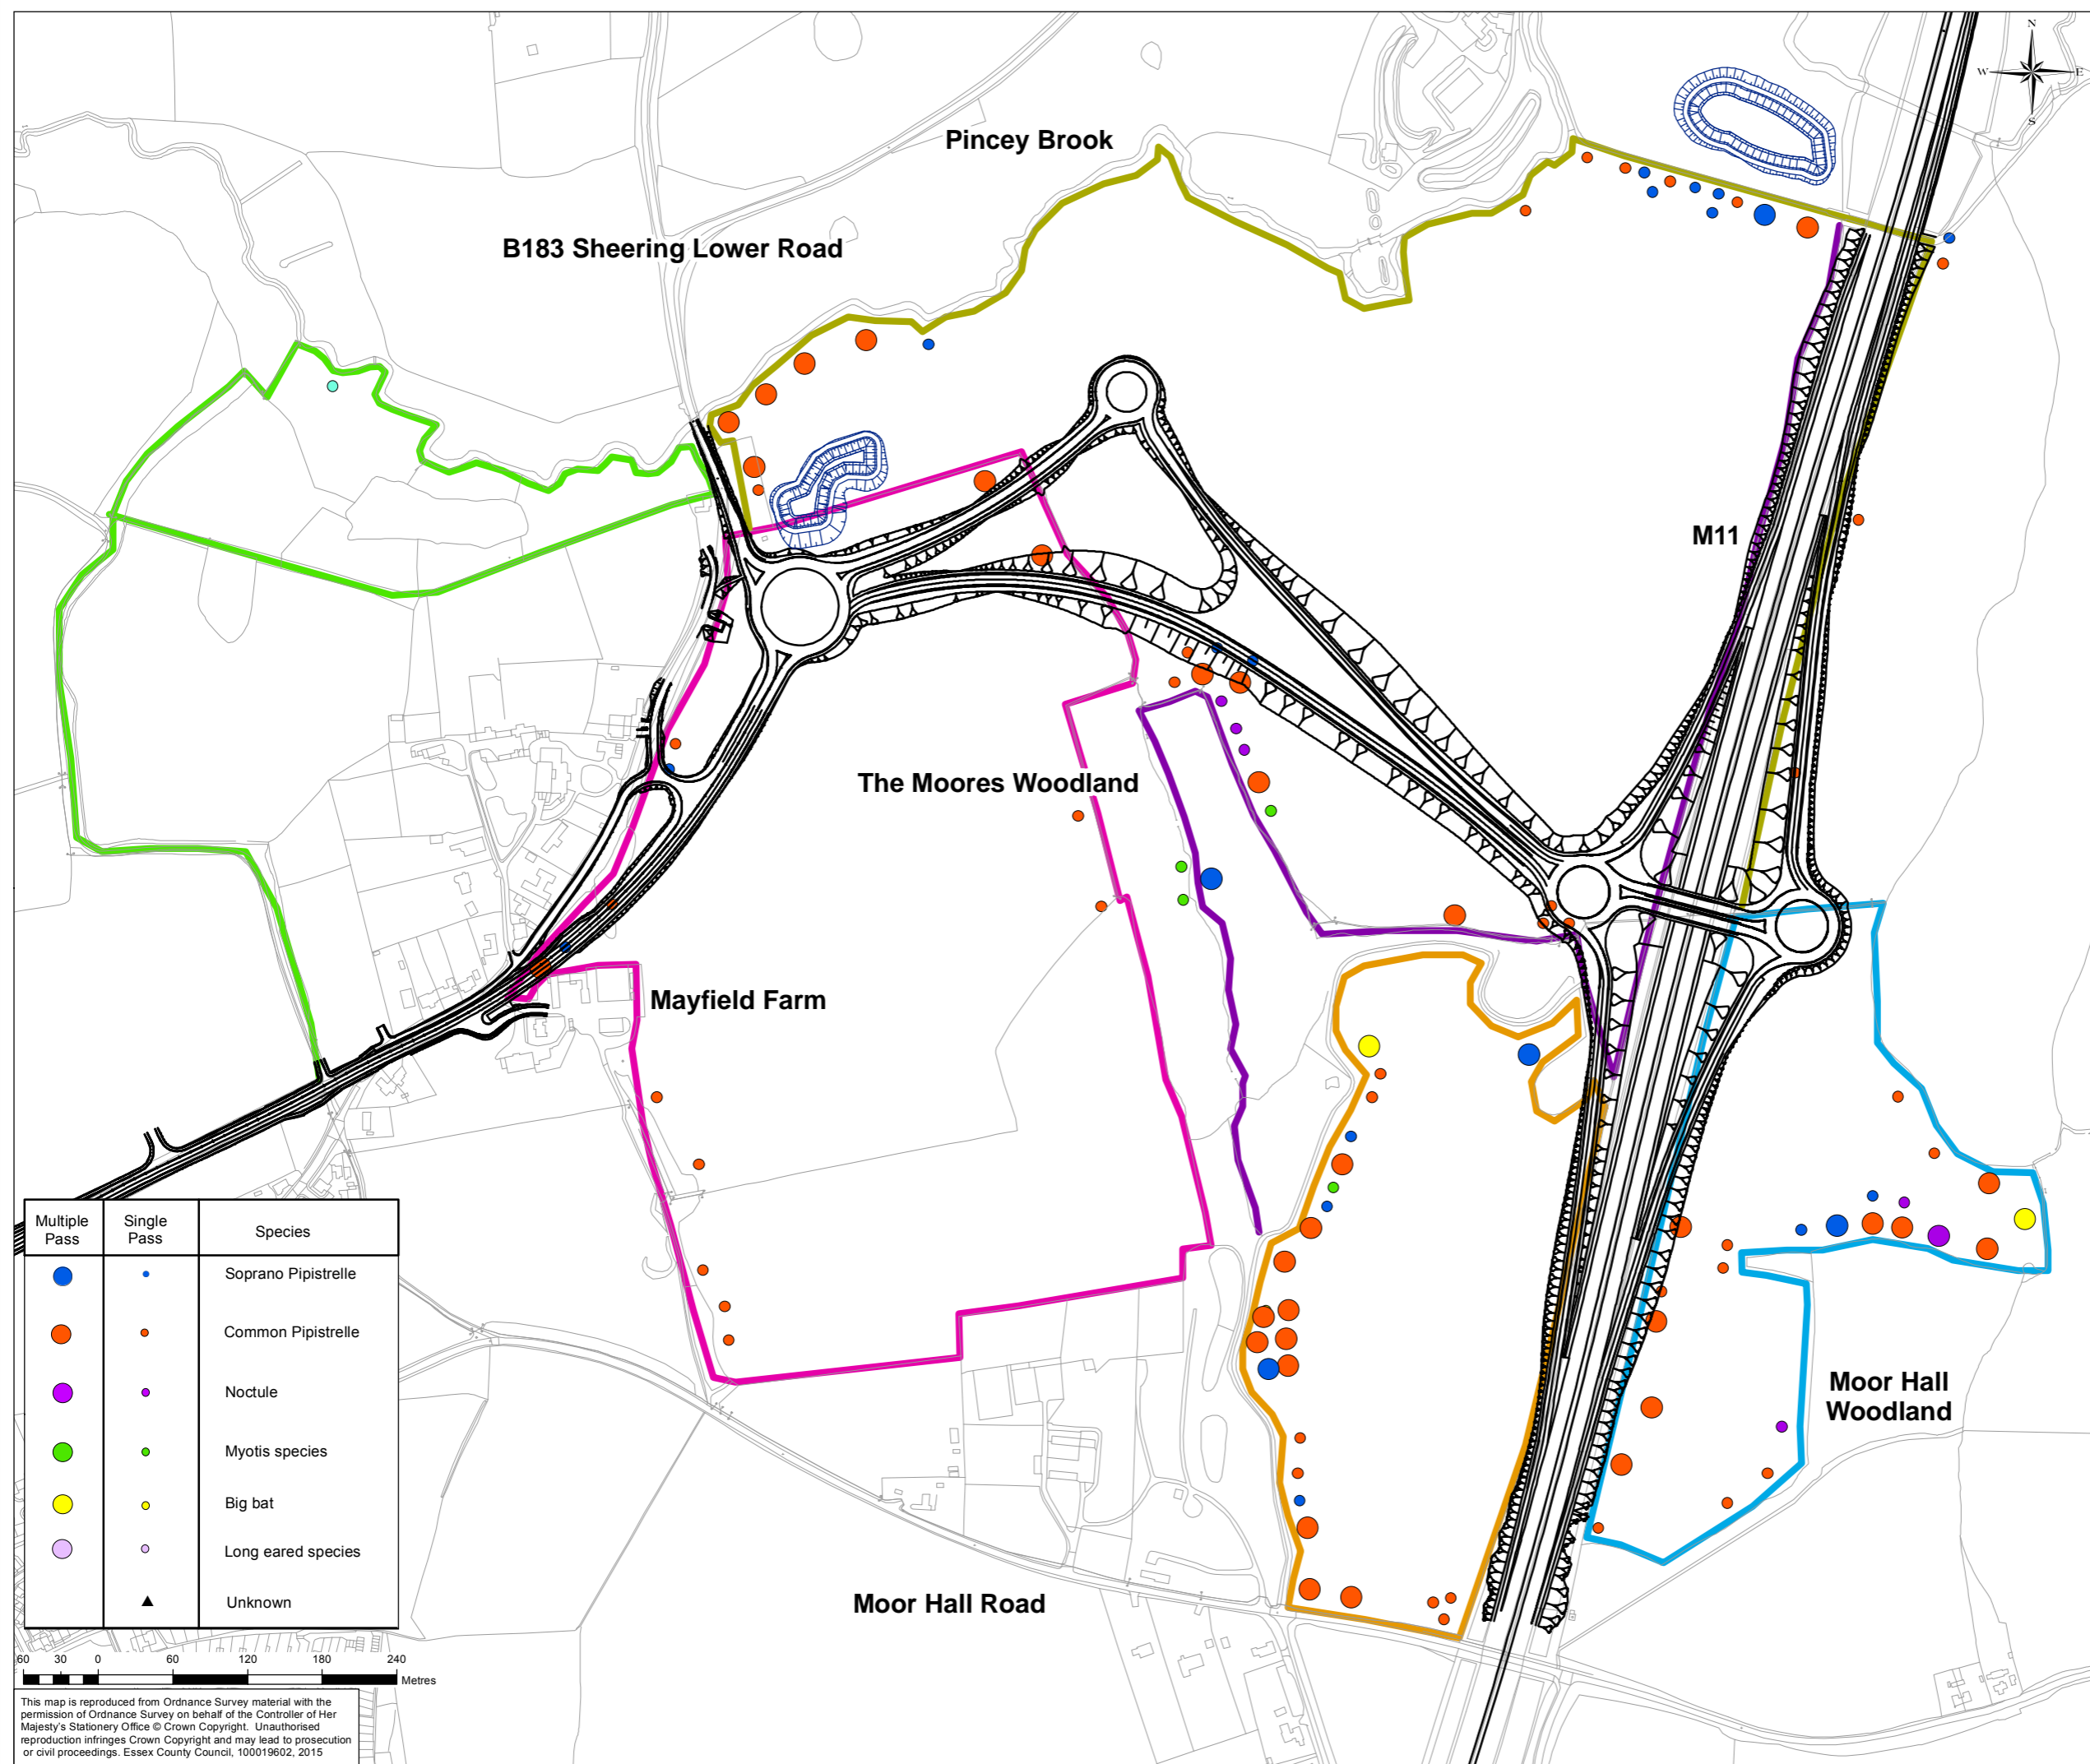 N
W
E
S
Pincey Brook
B183 Sheering Lower Road
M11
The Moores Woodland
Mayfield Farm
Moor Hall
Woodland
Moor Hall Road
Multiple
Pass
Single
Pass
Species
Soprano Pipistrelle
Common Pipistrelle
Noctule
Myotis species
Big bat
Long eared species
Unknown
60 30 0 60 120 180 240
Metres
This map is reproduced from Ordnance Survey material with the
permission of Ordnance Survey on behalf of the Controller of Her
Majesty's Stationery Office © Crown Copyright. Unauthorised
reproduction infringes Crown Copyright and may lead to prosecution
or civil proceedings. Essex County Council, 100019602, 2015